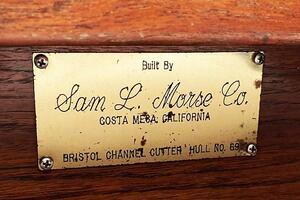 Built By
Sam L. Morse Co.
COSTA MESA, CALIFORNIA
BRISTOL CHANNEL CUTTER HULL NO. 69